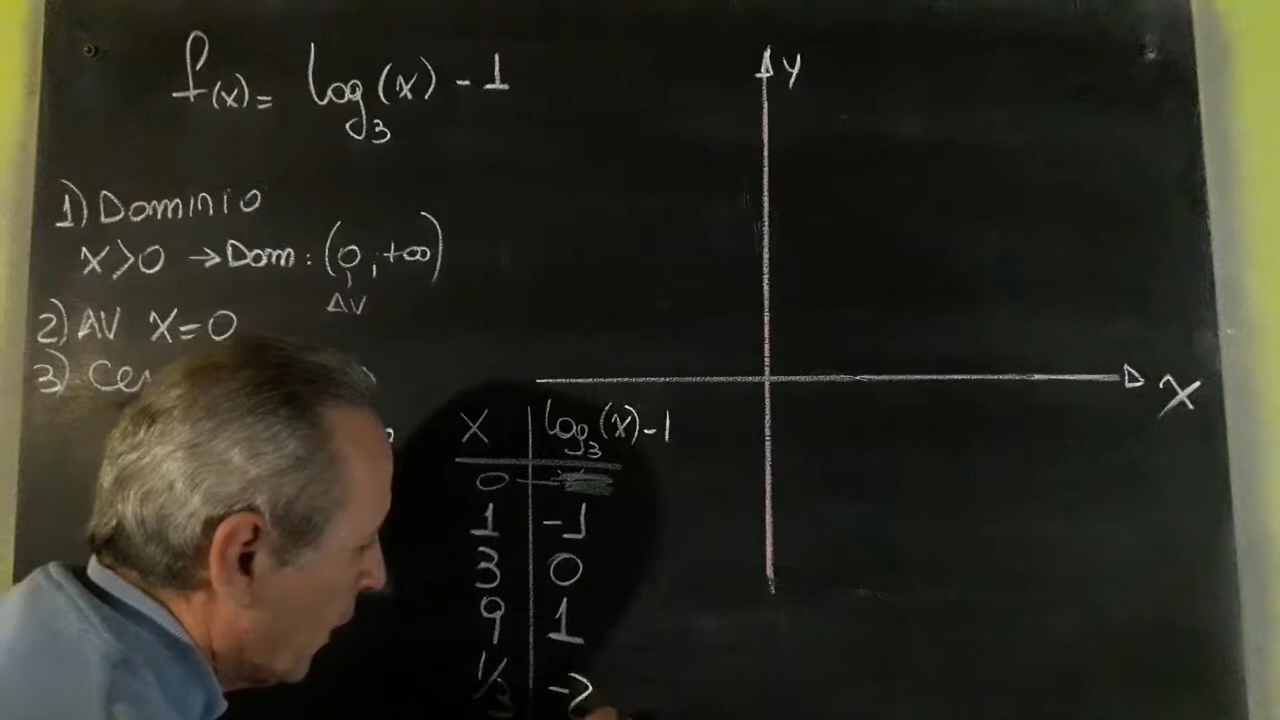 f(x) = log₃(x) - 1
1) Dominio
x>0 → Dom: (0, +∞)
AV
2) AV x=0
3)
y
x
x | log₃(x)-1
0
1 | -1
3 | 0
9 | 1
1/3 | -2